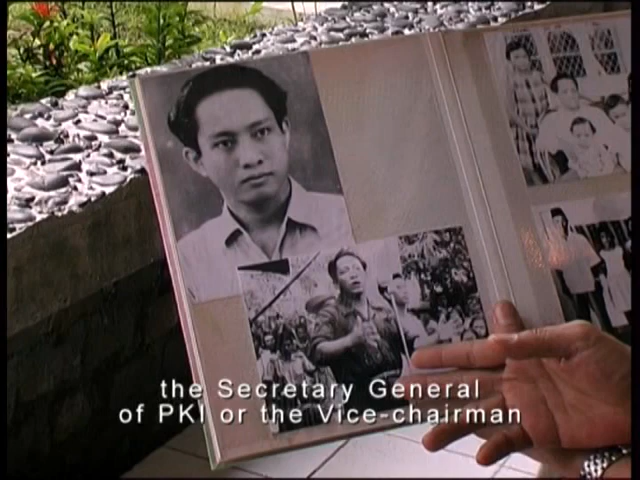 the Secretary General
of PKI or the Vice-chairman